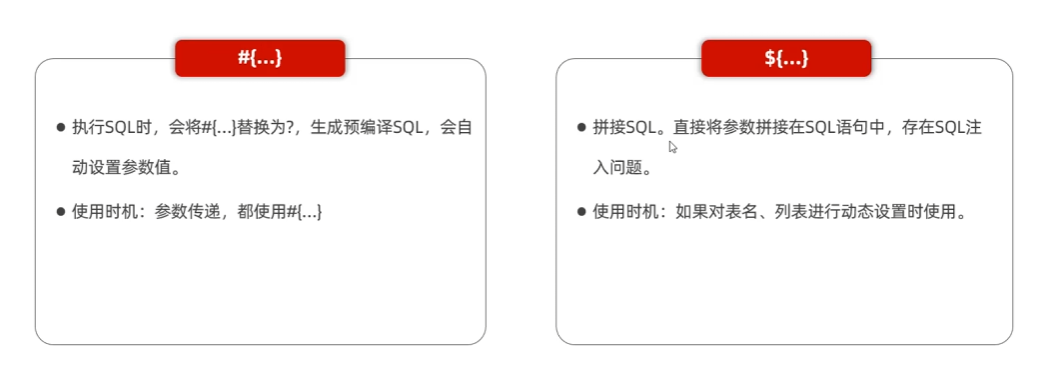 #{...}
● 执行SQL时，会将#{...}替换为?，生成预编译SQL，会自
动设置参数值。
● 使用时机：参数传递，都使用#{...}
\${...}
● 拼接SQL。直接将参数拼接在SQL语句中，存在SQL注
入问题。
● 使用时机：如果对表名、列表进行动态设置时使用。